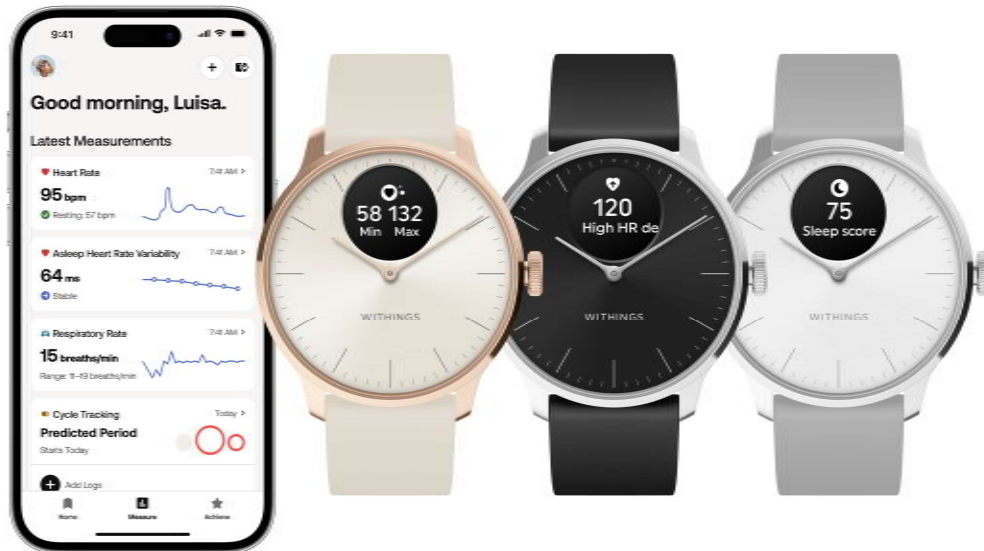 9:41
Good morning, Luisa.
Latest Measurements
Heart Rate
7:41 AM >
95 bpm
Resting: 57 bpm
Asleep Heart Rate Variability
7:41 AM >
64 ms
Stable
Respiratory Rate
7:41 AM >
15 breaths/min
Range: 11–19 breaths/min
Cycle Tracking
Today >
Predicted Period
Starts Today
Add Logs
Home
Measure
Achieve
58 132
Min Max
WITHINGS
120
High HR de
WITHINGS
75
Sleep score
WITHINGS